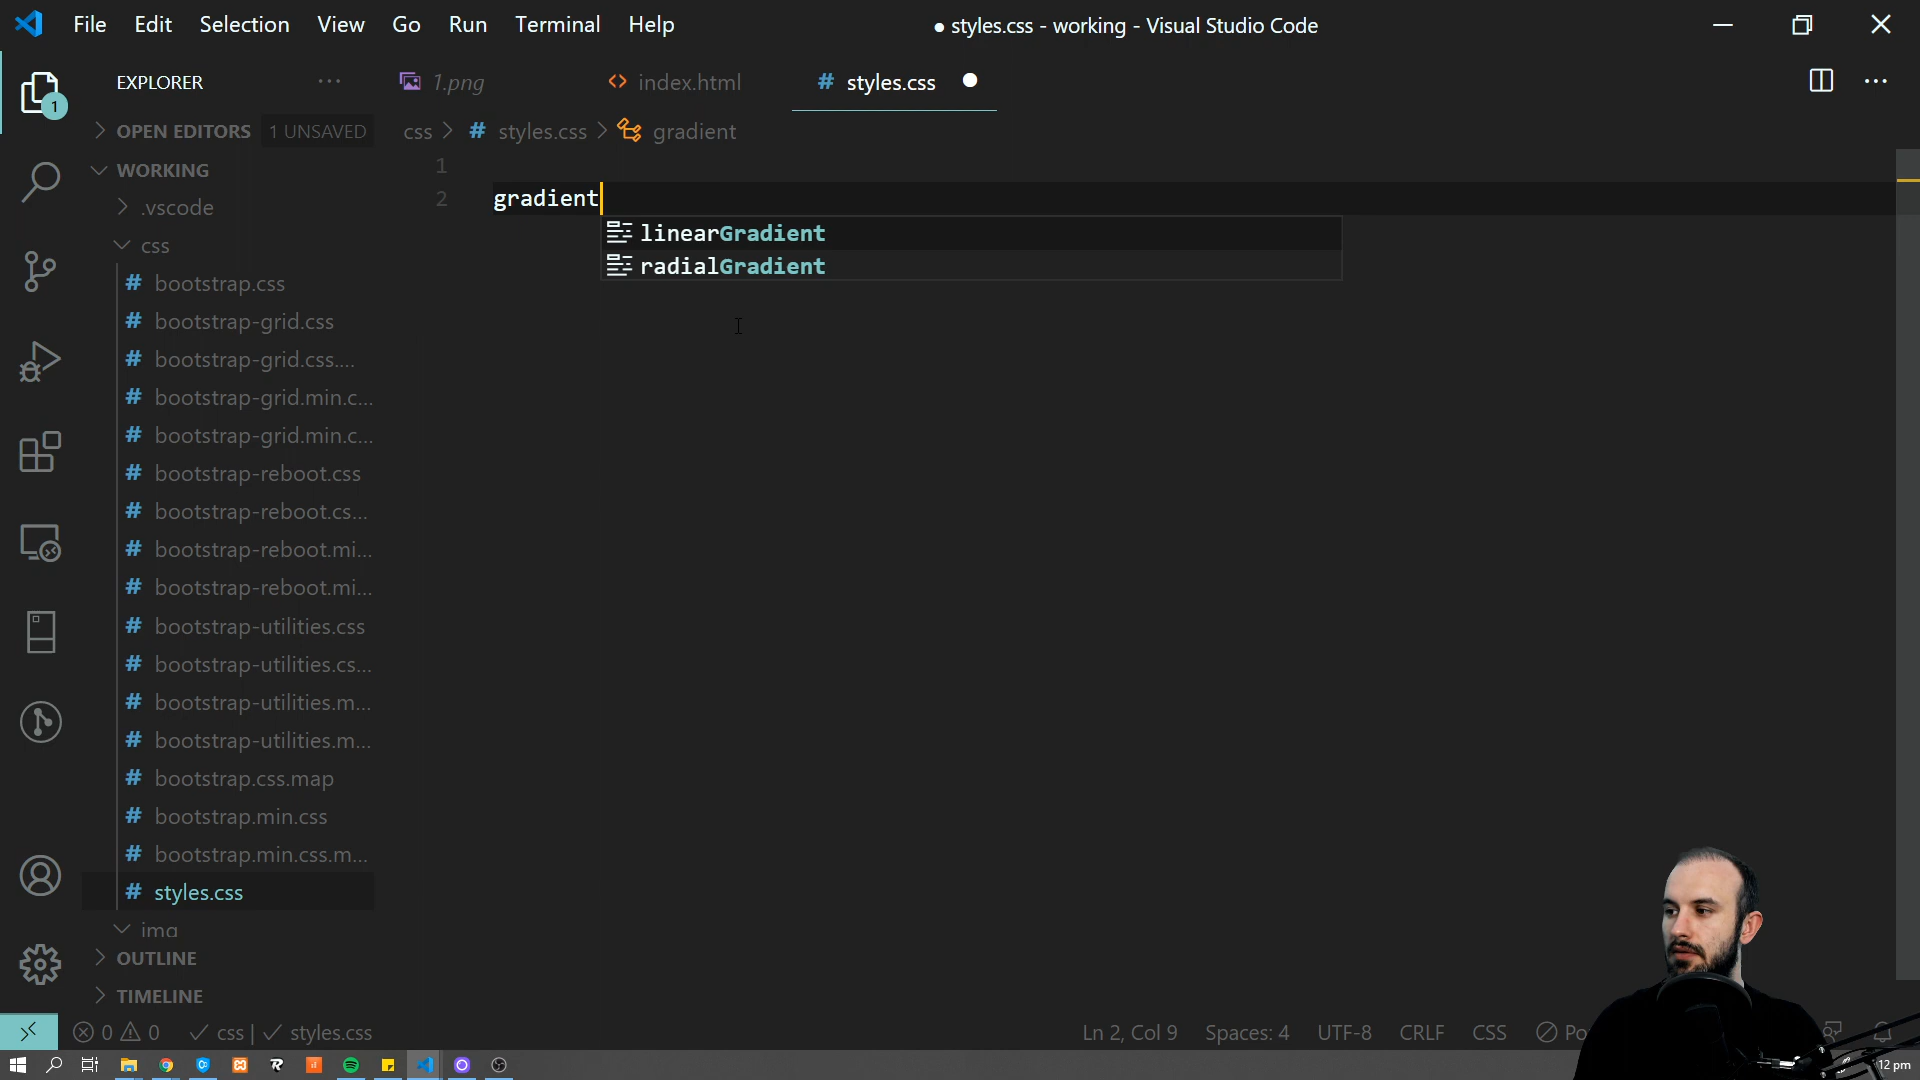 File Edit Selection View Go Run Terminal Help
● styles.css - working - Visual Studio Code
EXPLORER ···
1
1.png
<> index.html
# styles.css
OPEN EDITORS 1 UNSAVED
css > # styles.css > gradient
WORKING
1
.vscode
2 gradient
css
linearGradient
radialGradient
# bootstrap.css
# bootstrap-grid.css
# bootstrap-grid.css....
# bootstrap-grid.min.c...
# bootstrap-grid.min.c...
# bootstrap-reboot.css
# bootstrap-reboot.cs...
# bootstrap-reboot.mi...
# bootstrap-reboot.mi...
# bootstrap-utilities.css
# bootstrap-utilities.cs...
# bootstrap-utilities.m...
# bootstrap-utilities.m...
# bootstrap.css.map
# bootstrap.min.css
# bootstrap.min.css.m...
# styles.css
img
OUTLINE
TIMELINE
0 0 css | styles.css
Ln 2, Col 9 Spaces: 4 UTF-8 CRLF CSS
12 pm